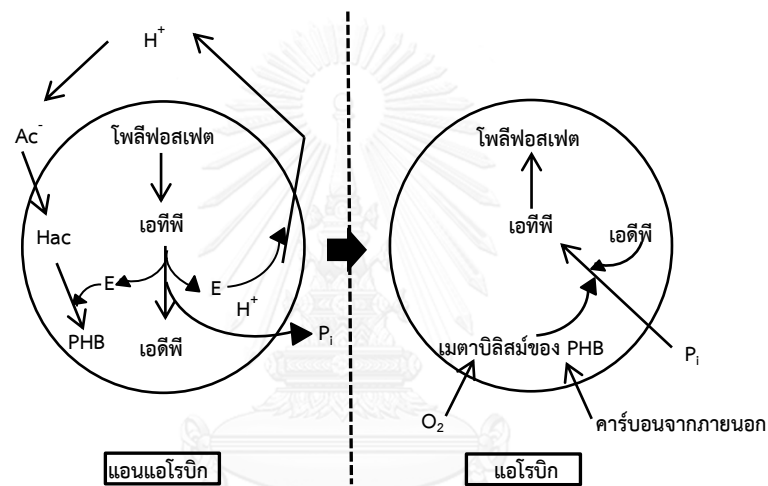 H+
Ac-
โพลีฟอสเฟต
Hac
เอทีพี
E
E
H+
PHB
เอดีพี
Pi
แอนแอโรบิก
โพลีฟอสเฟต
เอทีพี
เอดีพี
เมตาบิลิสม์ของ PHB
Pi
O2
คาร์บอนจากภายนอก
แอโรบิก